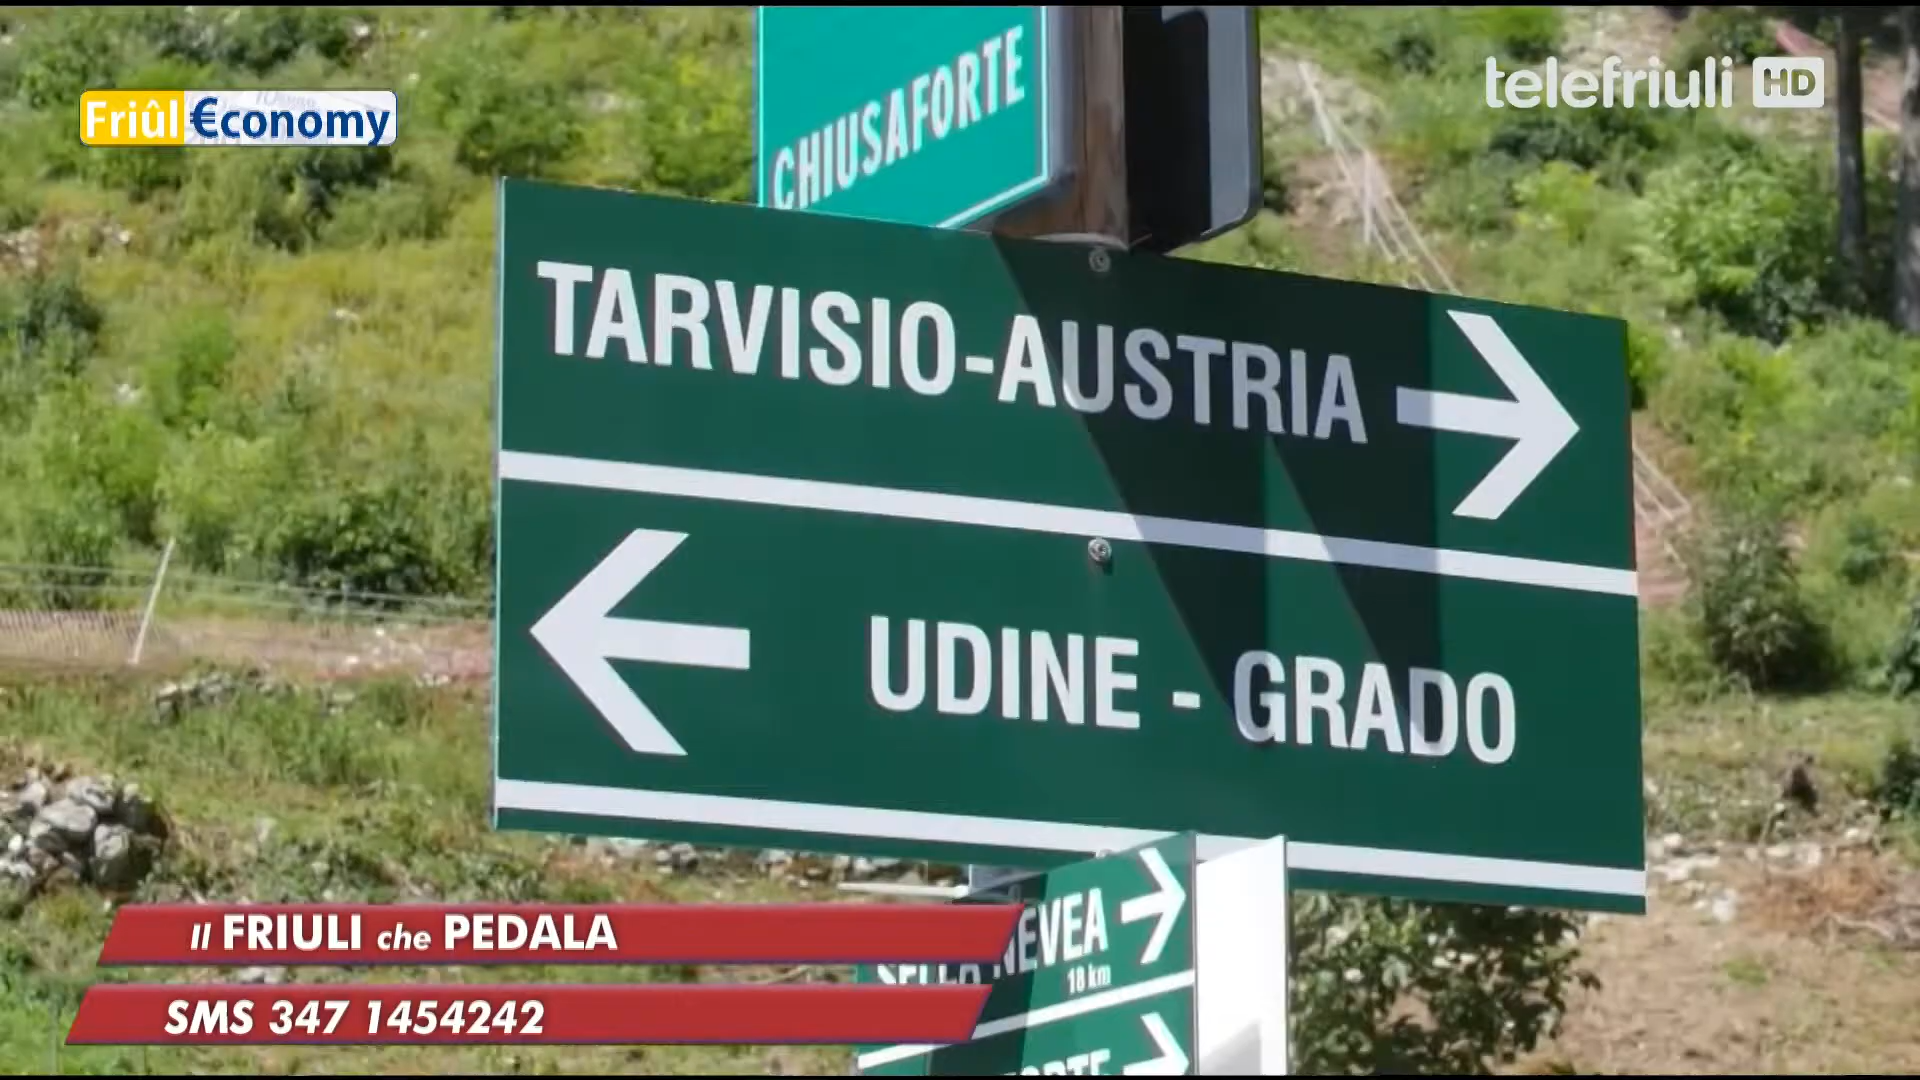 CHIUSAFORTE
telefriuli HD
Friûl €conomy
TARVISIO-AUSTRIA
UDINE - GRADO
Il FRIULI che PEDALA
SELLA NEVEA
18 km
SMS 347 1454242